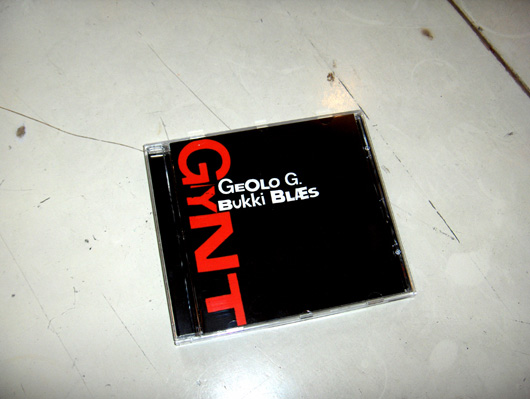 GYNT
GEOLO G.
BUKKI BLÆS